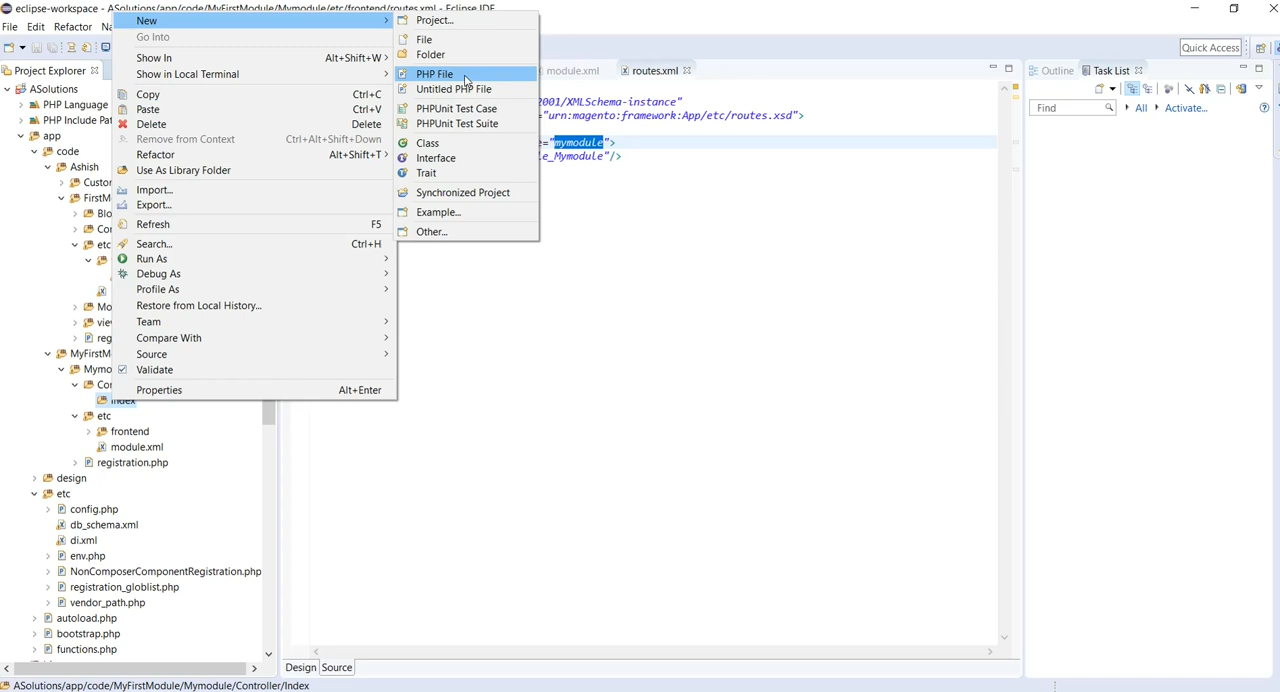 eclipse-workspace - ASolutions/app/code/MyFirstModule/Mymodule/etc/frontend/routes.xml - Eclipse IDE
File Edit Refactor Na
Quick Access
New
Go Into
Show In Alt+Shift+W
Show in Local Terminal
Copy Ctrl+C
Paste Ctrl+V
Delete Delete
Remove from Context Ctrl+Alt+Shift+Down
Refactor Alt+Shift+T
Use As Library Folder
Import...
Export...
Refresh F5
Search... Ctrl+H
Run As
Debug As
Profile As
Restore from Local History...
Team
Compare With
Source
Validate
Properties Alt+Enter
Project...
File
Folder
PHP File
Untitled PHP File
PHPUnit Test Case
PHPUnit Test Suite
Class
Interface
Trait
Synchronized Project
Example...
Other...
Project Explorer
ASolutions
PHP Language
PHP Include Pat
app
code
Ashish
Custor
FirstM
Blo
Cor
etc
Mo
viev
reg
MyFirstM
Mymo
Cor
Index
etc
frontend
module.xml
registration.php
design
etc
config.php
db_schema.xml
di.xml
env.php
NonComposerComponentRegistration.php
registration_globlist.php
vendor_path.php
autoload.php
bootstrap.php
functions.php
module.xml routes.xml
2001/XMLSchema-instance"
="urn:magento:framework:App/etc/routes.xsd">
="mymodule">
le_Mymodule"/>
Design Source
Outline Task List
Find All Activate...
ASolutions/app/code/MyFirstModule/Mymodule/Controller/Index